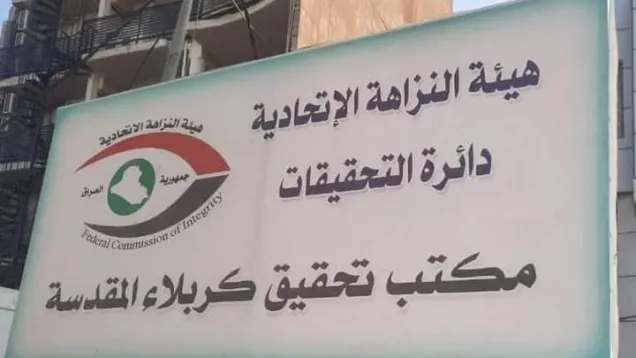 هيئة النزاهة الإتحادية
دائرة التحقيقات
هيئة النزاهة الاتحادية
جمهورية العراق
Federal Commission of Integrity
مكتب تحقيق كربلاء المقدسة